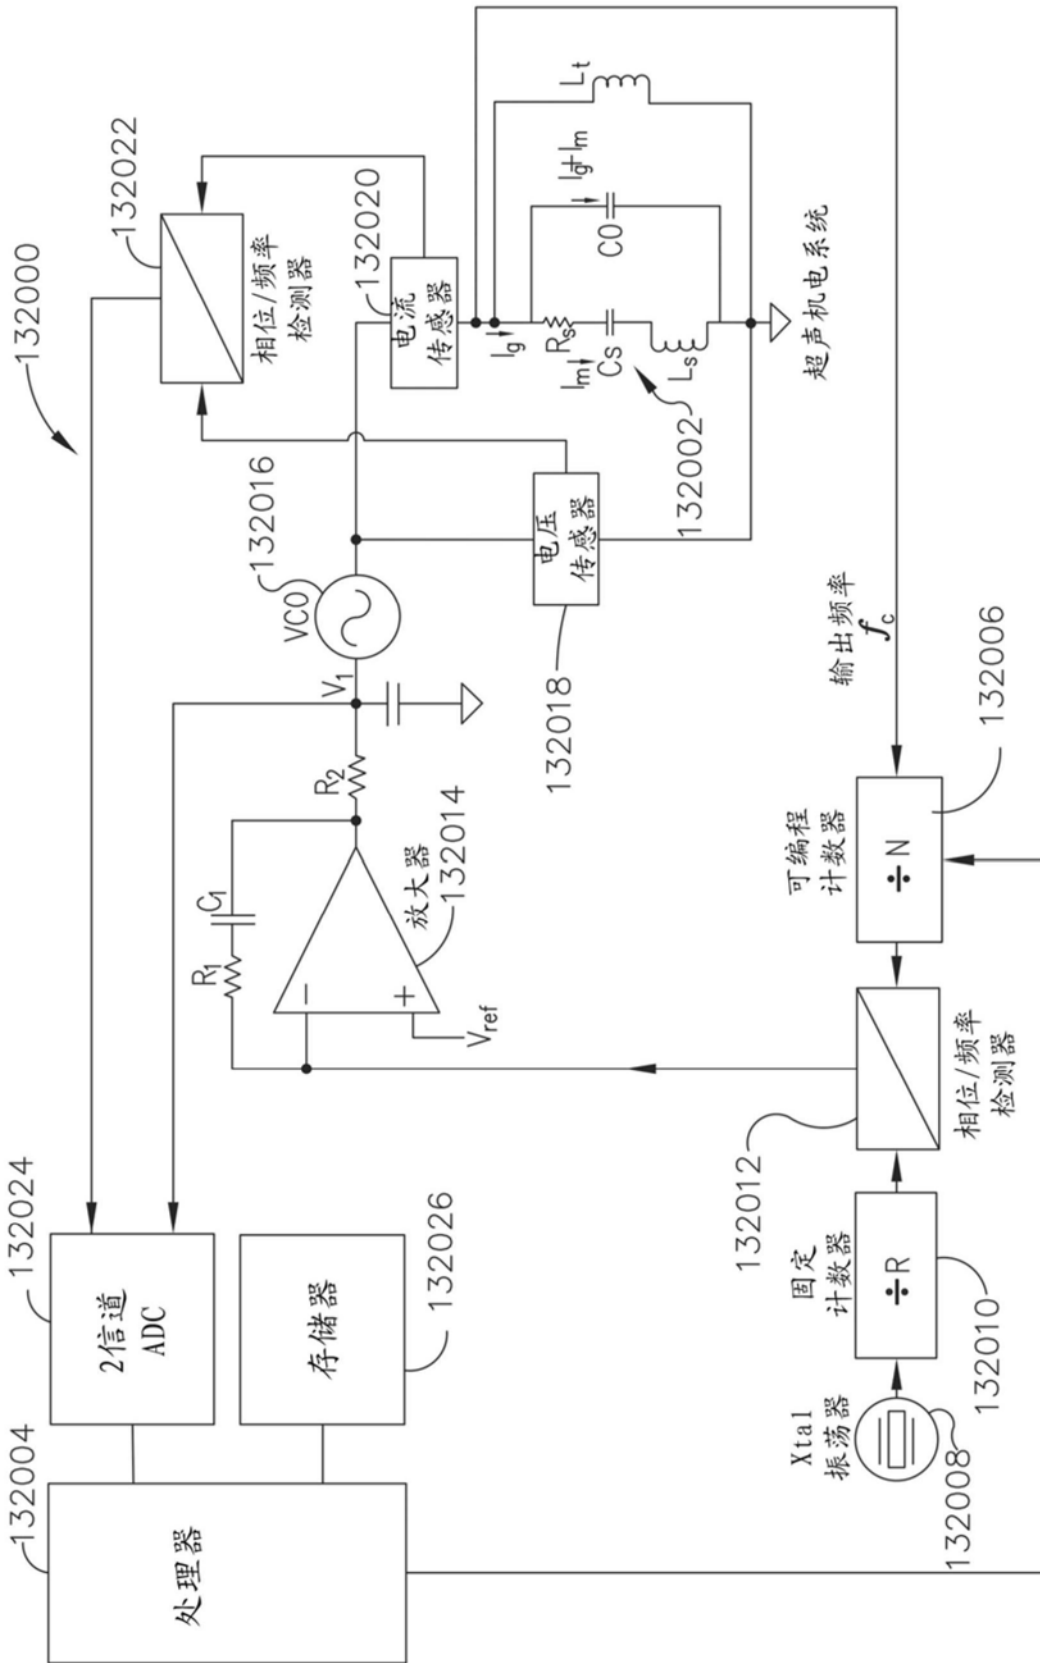 132000
132022
相位/频率
检测器
132020
电流
传感器
132016
VCO
132024
2信道
ADC
132004
处理器
132026
存储器
V1
R2
C1
R1
放大器
132014
−
+
Vref
132018
电压
传感器
Ig
Im
Rs
Cs
Ls
132002
CO
Ig+Im
Lt
超声机电系统
输出频率
fc
132006
可编程
计数器
÷N
132012
相位/频率
检测器
固定
计数器
÷R
132010
Xtal
振荡器
132008